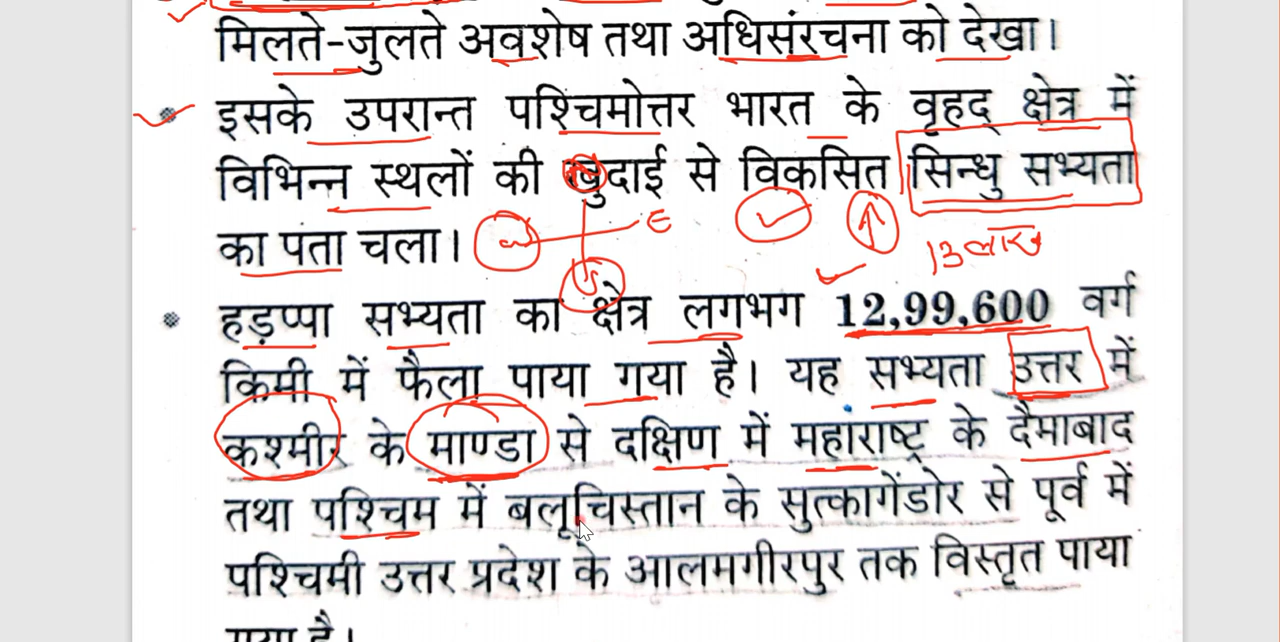 मिलते-जुलते अवशेष तथा अधिसंरचना को देखा।
इसके उपरान्त पश्चिमोत्तर भारत के वृहद् क्षेत्र में
विभिन्न स्थलों की खुदाई से विकसित सिन्धु सभ्यता
का पता चला।
E
S
13 लाख
हड़प्पा सभ्यता का क्षेत्र लगभग 12,99,600 वर्ग
किमी में फैला पाया गया है। यह सभ्यता उत्तर में
कश्मीर के माण्डा से दक्षिण में महाराष्ट्र के दैमाबाद
तथा पश्चिम में बलूचिस्तान के सुत्कागेंडोर से पूर्व में
पश्चिमी उत्तर प्रदेश के आलमगीरपुर तक विस्तृत पाया
गया है।